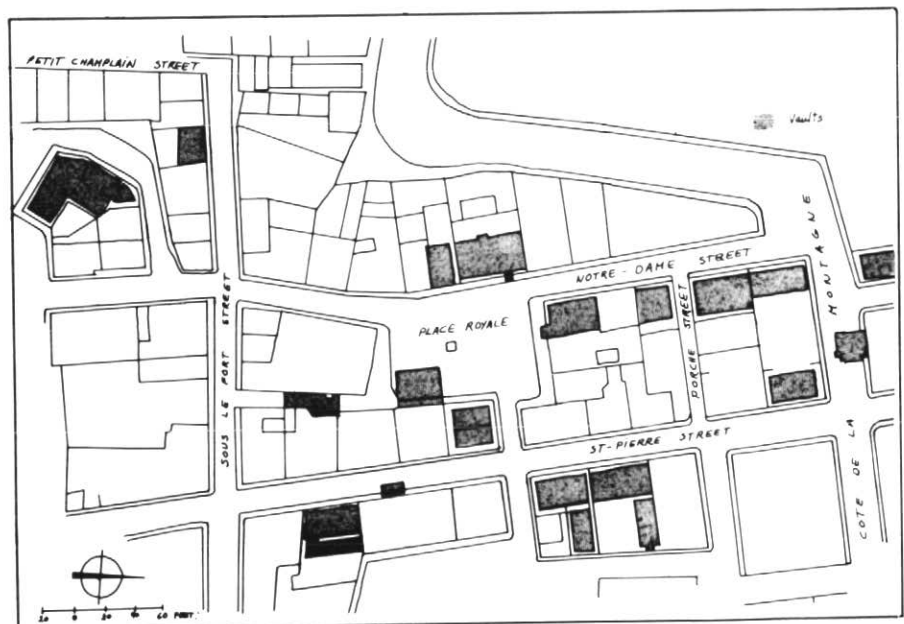 PETIT CHAMPLAIN STREET
vaults
MONTAGNE
NOTRE-DAME STREET
PLACE ROYALE
PORCHE STREET
SOUS LE FORT STREET
ST-PIERRE STREET
COTE DE LA
20 0 20 40 60 FEET